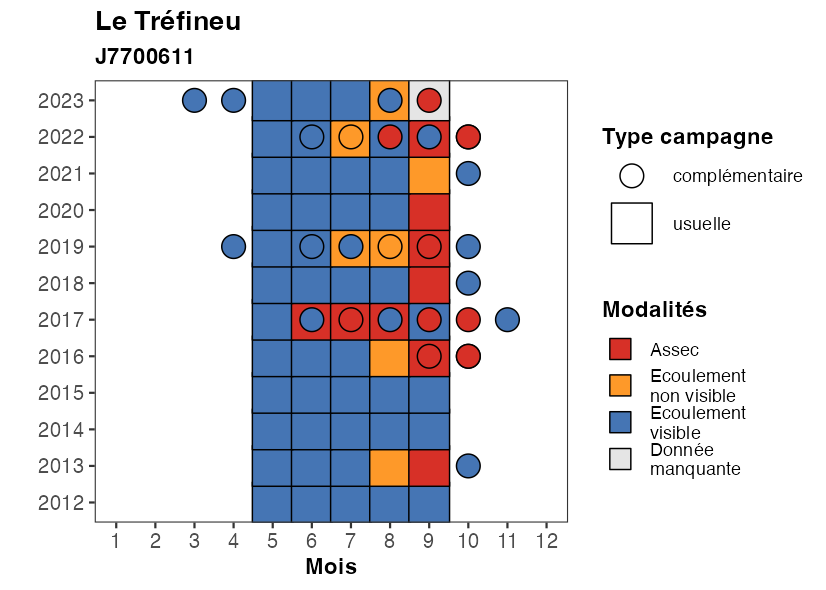 Le Tréfineu
J7700611
2023
2022
2021
2020
2019
2018
2017
2016
2015
2014
2013
2012
1 2 3 4 5 6 7 8 9 10 11 12
Mois
Type campagne
complémentaire
usuelle
Modalités
Assec
Ecoulement
non visible
Ecoulement
visible
Donnée
manquante